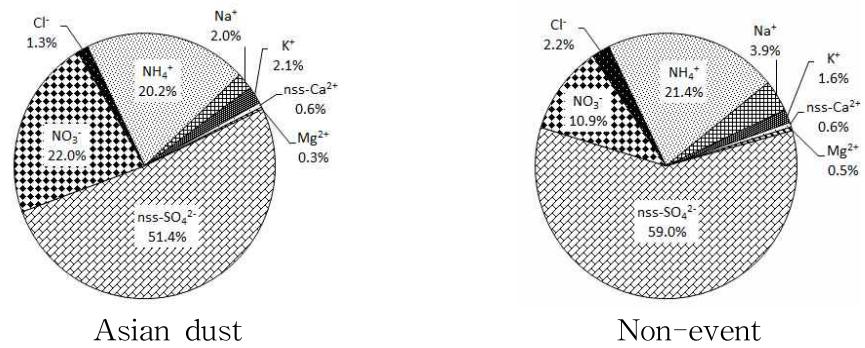 Cl⁻
1.3%
NH₄⁺
20.2%
Na⁺
2.0%
K⁺
2.1%
nss-Ca²⁺
0.6%
Mg²⁺
0.3%
NO₃⁻
22.0%
nss-SO₄²⁻
51.4%
Asian dust
Cl⁻
2.2%
NH₄⁺
21.4%
Na⁺
3.9%
K⁺
1.6%
nss-Ca²⁺
0.6%
Mg²⁺
0.5%
NO₃⁻
10.9%
nss-SO₄²⁻
59.0%
Non-event